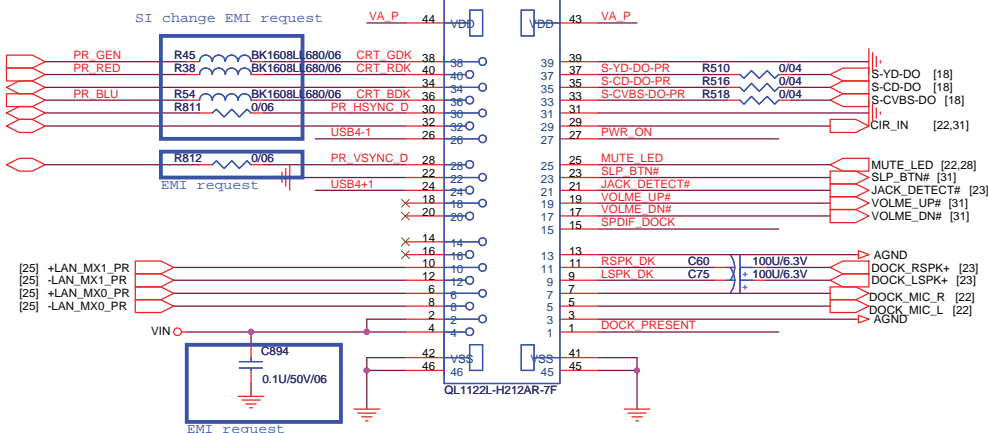 SI change EMI request
VA_P 44 VDD VDD 43 VA_P
PR_GEN R45 BK1608LL680/06 CRT_GDK 38 38 39 39
PR_RED R38 BK1608LL680/06 CRT_RDK 40 40 37 37 S-YD-DO-PR R510 0/04 S-YD-DO [18]
34 34 35 35 S-CD-DO-PR R516 0/04 S-CD-DO [18]
PR_BLU R54 BK1608LL680/06 CRT_BDK 36 36 33 33 S-CVBS-DO-PR R518 0/04 S-CVBS-DO [18]
R811 0/06 PR_HSYNC_D 30 30 31 31
32 32 29 29 CIR_IN [22,31]
USB4-1 26 26 27 27 PWR_ON
R812 0/06 PR_VSYNC_D 28 28 25 25 MUTE_LED MUTE_LED [22,28]
EMI request 22 22 23 23 SLP_BTN# SLP_BTN# [31]
USB4+1 24 24 21 21 JACK_DETECT# JACK_DETECT# [23]
18 18 19 19 VOLME_UP# VOLME_UP# [31]
20 20 17 17 VOLME_DN# VOLME_DN# [31]
15 15 SPDIF_DOCK
14 14
16 16 13 13 AGND
[25] +LAN_MX1_PR 10 10 11 11 RSPK_DK C60 100U/6.3V DOCK_RSPK+ [23]
[25] -LAN_MX1_PR 12 12 9 9 LSPK_DK C75 + 100U/6.3V DOCK_LSPK+ [23]
[25] +LAN_MX0_PR 6 6 7 7 + DOCK_MIC_R [22]
[25] -LAN_MX0_PR 8 8 5 5 DOCK_MIC_L [22]
2 2 3 3 AGND
VIN 4 4 1 1 DOCK_PRESENT
C894 42 VSS VSS 41
0.1U/50V/06 46 46 45 45
QL1122L-H212AR-7F
EMI request